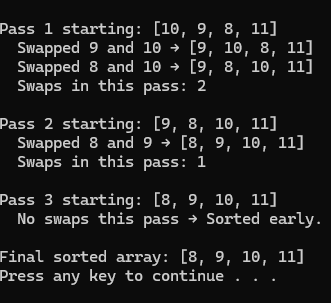 Pass 1 starting: [10, 9, 8, 11]
  Swapped 9 and 10 → [9, 10, 8, 11]
  Swapped 8 and 10 → [9, 8, 10, 11]
  Swaps in this pass: 2

Pass 2 starting: [9, 8, 10, 11]
  Swapped 8 and 9 → [8, 9, 10, 11]
  Swaps in this pass: 1

Pass 3 starting: [8, 9, 10, 11]
  No swaps this pass → Sorted early.

Final sorted array: [8, 9, 10, 11]
Press any key to continue . . .